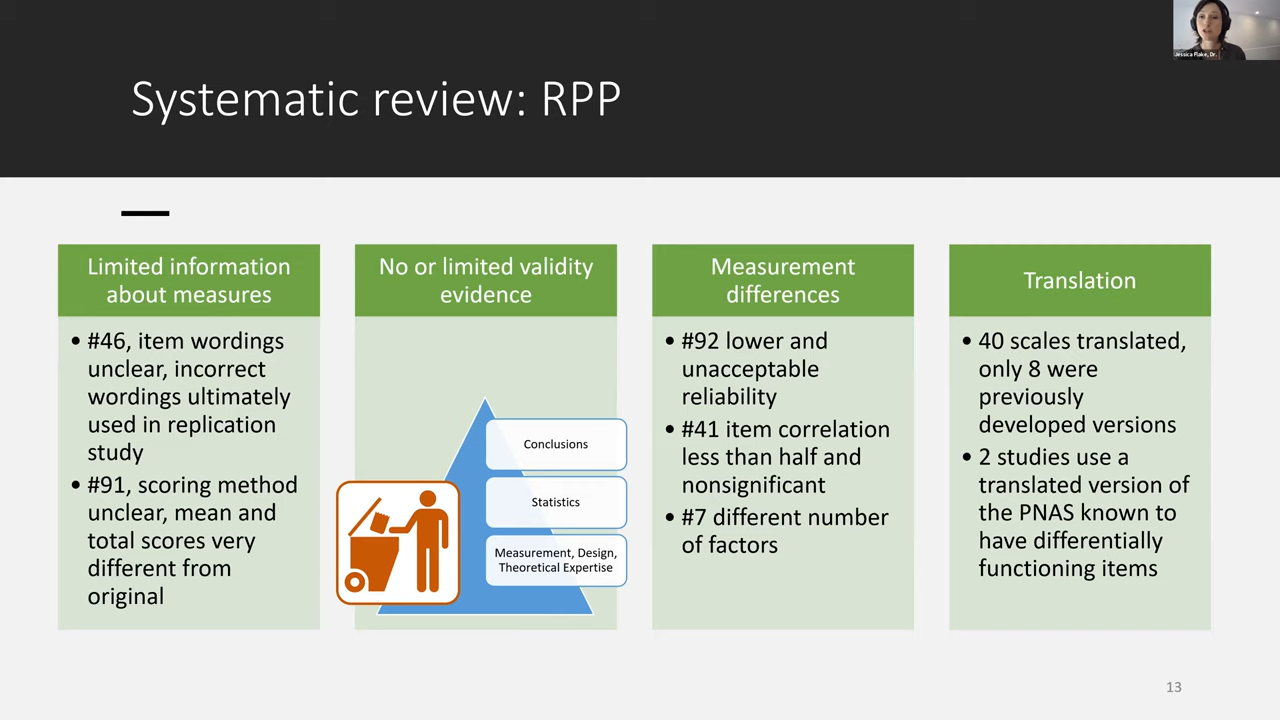 Jessica Flake, Dr.
Systematic review: RPP
Limited information
about measures
• #46, item wordings
unclear, incorrect
wordings ultimately
used in replication
study
• #91, scoring method
unclear, mean and
total scores very
different from
original
No or limited validity
evidence
Conclusions
Statistics
Measurement, Design,
Theoretical Expertise
Measurement
differences
• #92 lower and
unacceptable
reliability
• #41 item correlation
less than half and
nonsignificant
• #7 different number
of factors
Translation
• 40 scales translated,
only 8 were
previously
developed versions
• 2 studies use a
translated version of
the PNAS known to
have differentially
functioning items
13